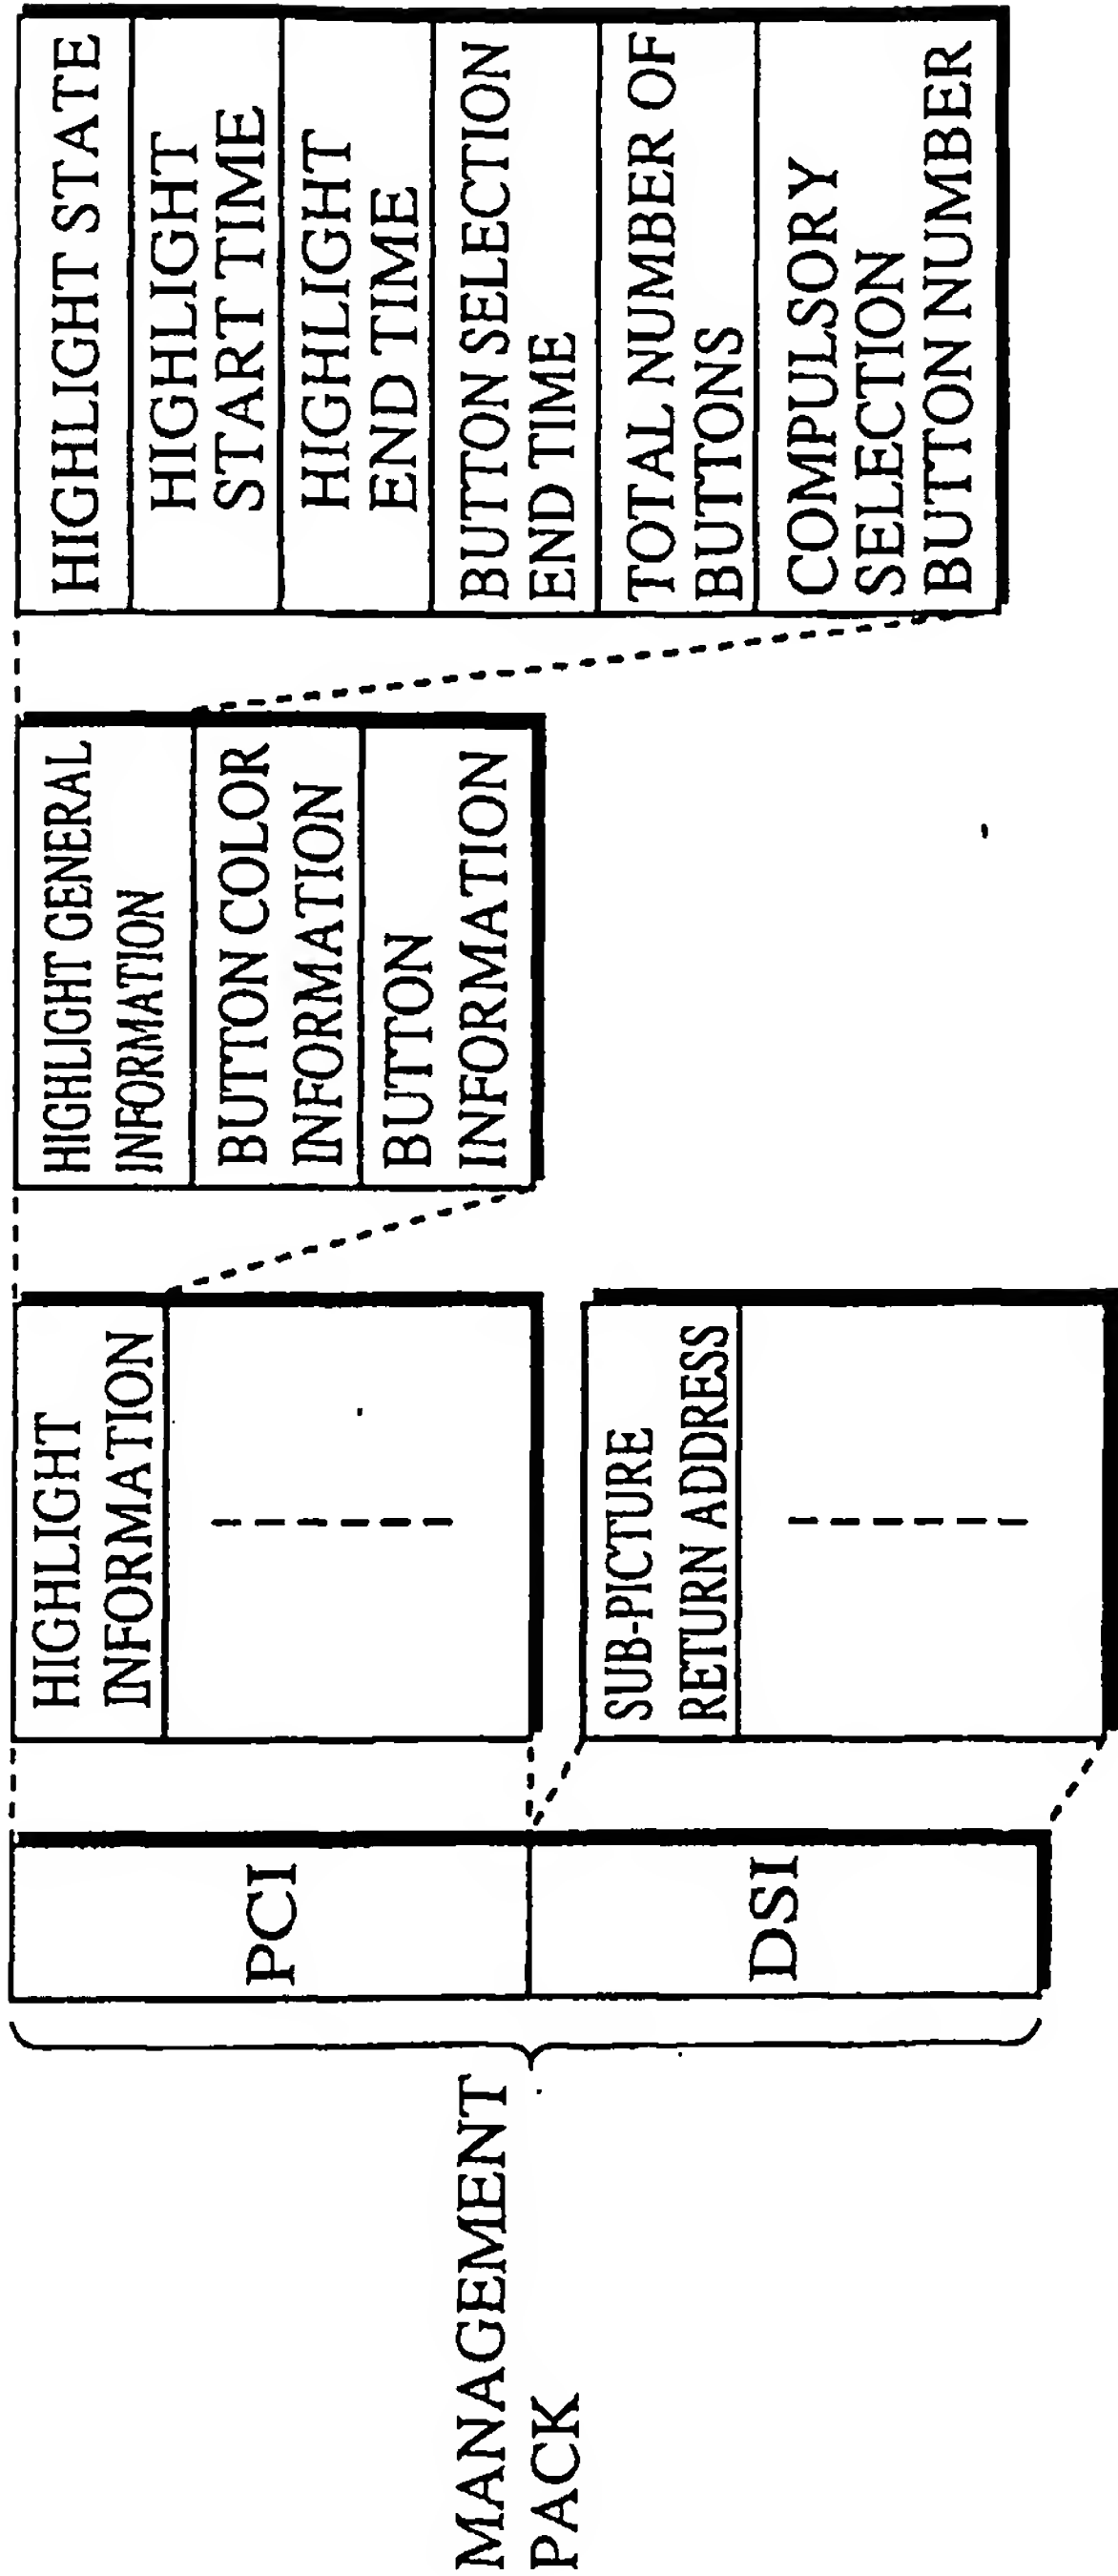 MANAGEMENT
PACK
PCI
DSI
HIGHLIGHT
INFORMATION
SUB-PICTURE
RETURN ADDRESS
HIGHLIGHT GENERAL
INFORMATION
BUTTON COLOR
INFORMATION
BUTTON
INFORMATION
HIGHLIGHT STATE
HIGHLIGHT
START TIME
HIGHLIGHT
END TIME
BUTTON SELECTION
END TIME
TOTAL NUMBER OF
BUTTONS
COMPULSORY
SELECTION
BUTTON NUMBER